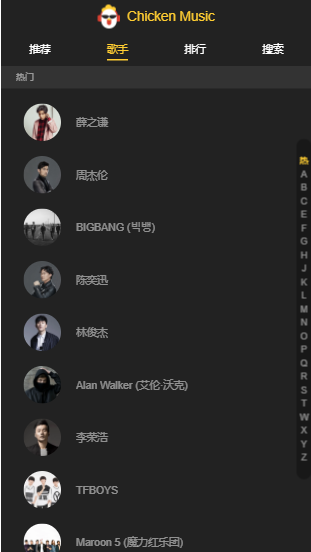 Chicken Music
推荐 歌手 排行 搜索
热门
薛之谦
周杰伦
BIGBANG (빅뱅)
陈奕迅
林俊杰
Alan Walker (艾伦·沃克)
李荣浩
TFBOYS
Maroon 5 (魔力红乐团)
热
A
B
C
E
F
G
H
J
K
L
M
N
O
P
Q
R
S
T
W
X
Y
Z